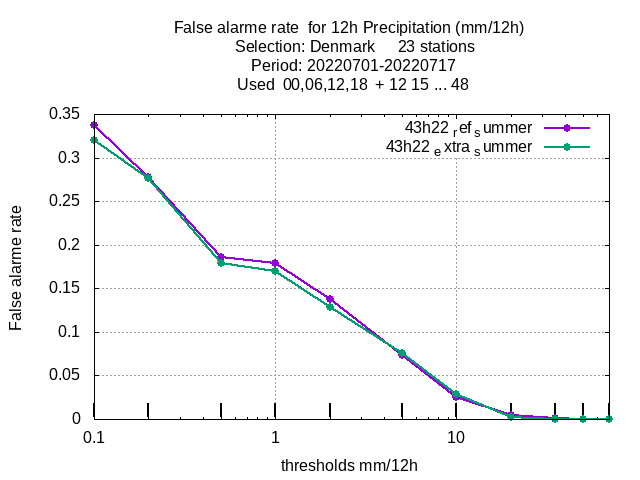 False alarme rate  for 12h Precipitation (mm/12h)
Selection: Denmark     23 stations
Period: 20220701-20220717
Used  00,06,12,18  + 12 15 ... 48
43h22 ref summer
43h22 extra summer
False alarme rate
0.35
0.3
0.25
0.2
0.15
0.1
0.05
0
0.1 1 10
thresholds mm/12h